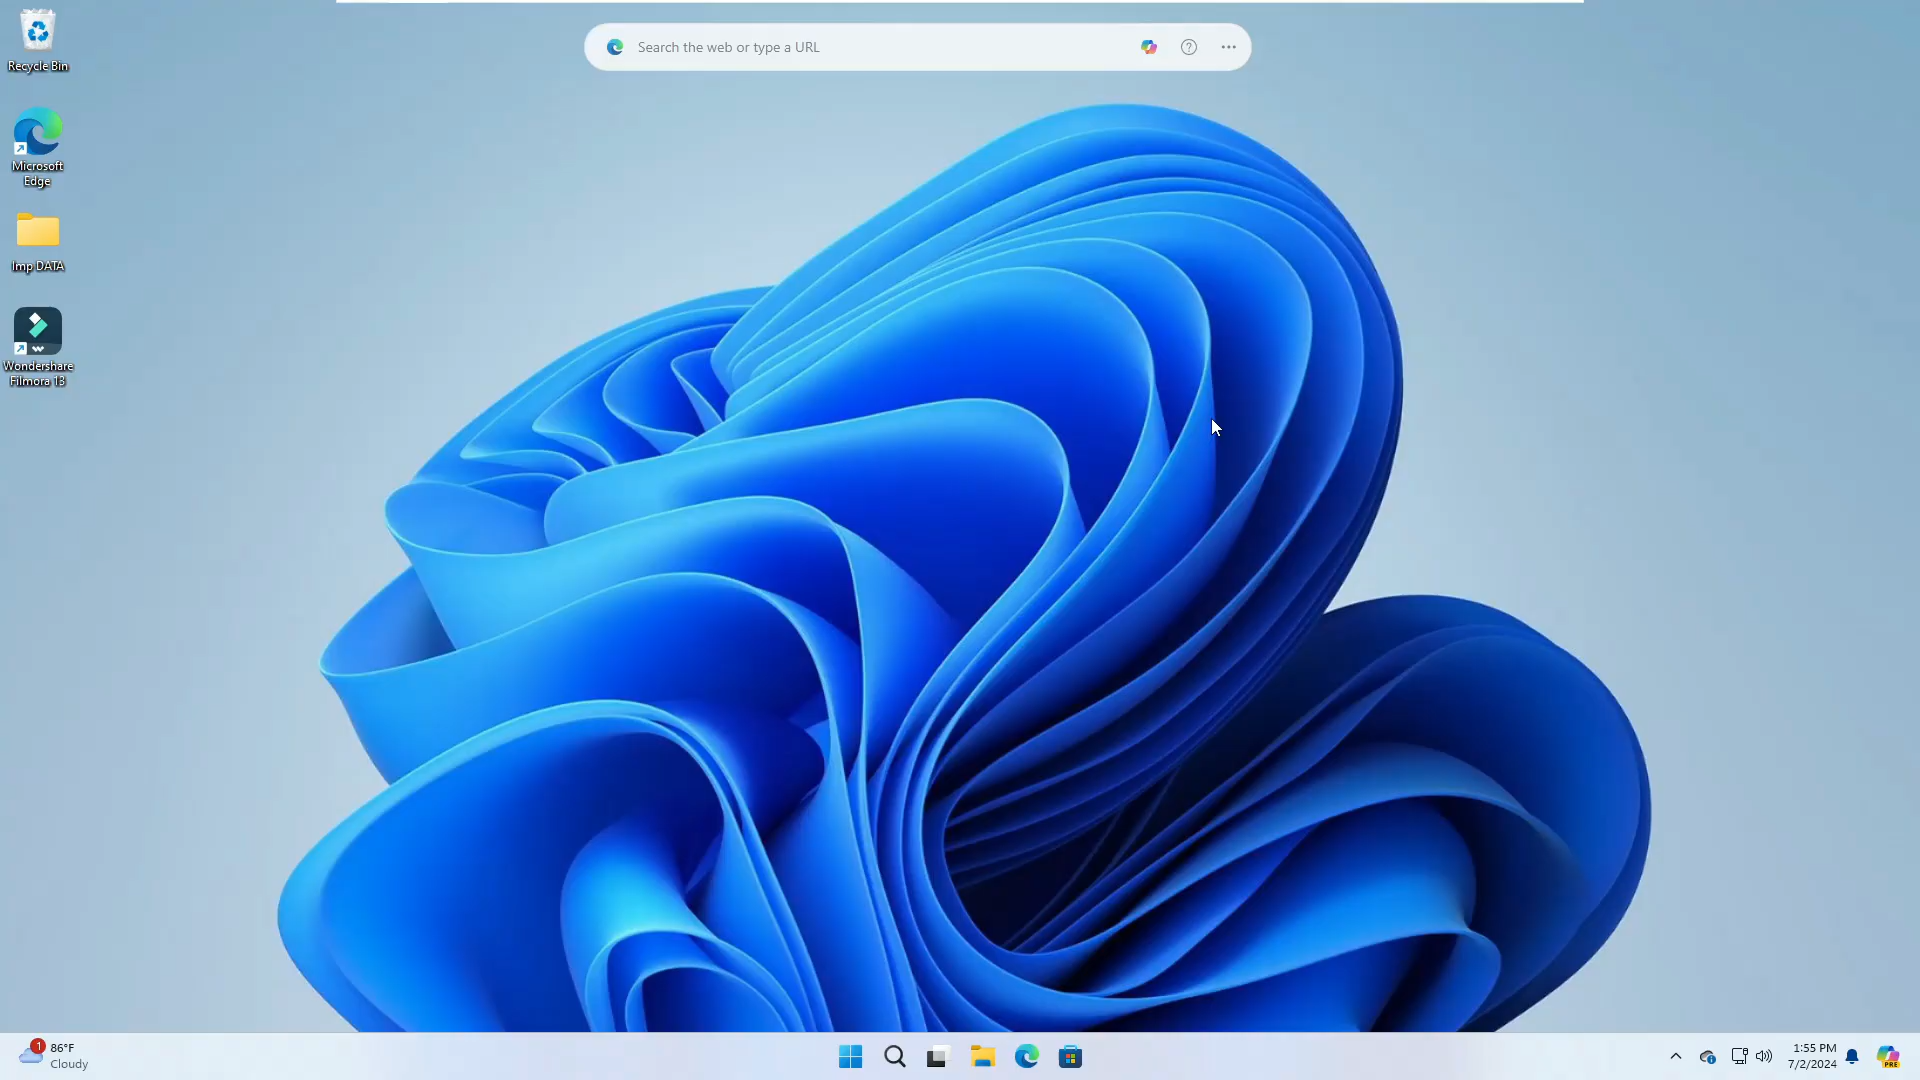 Search the web or type a URL
Recycle Bin
Microsoft
Edge
Imp DATA
Wondershare
Filmora 13
1
86°F
Cloudy
1:55 PM
7/2/2024
PRE